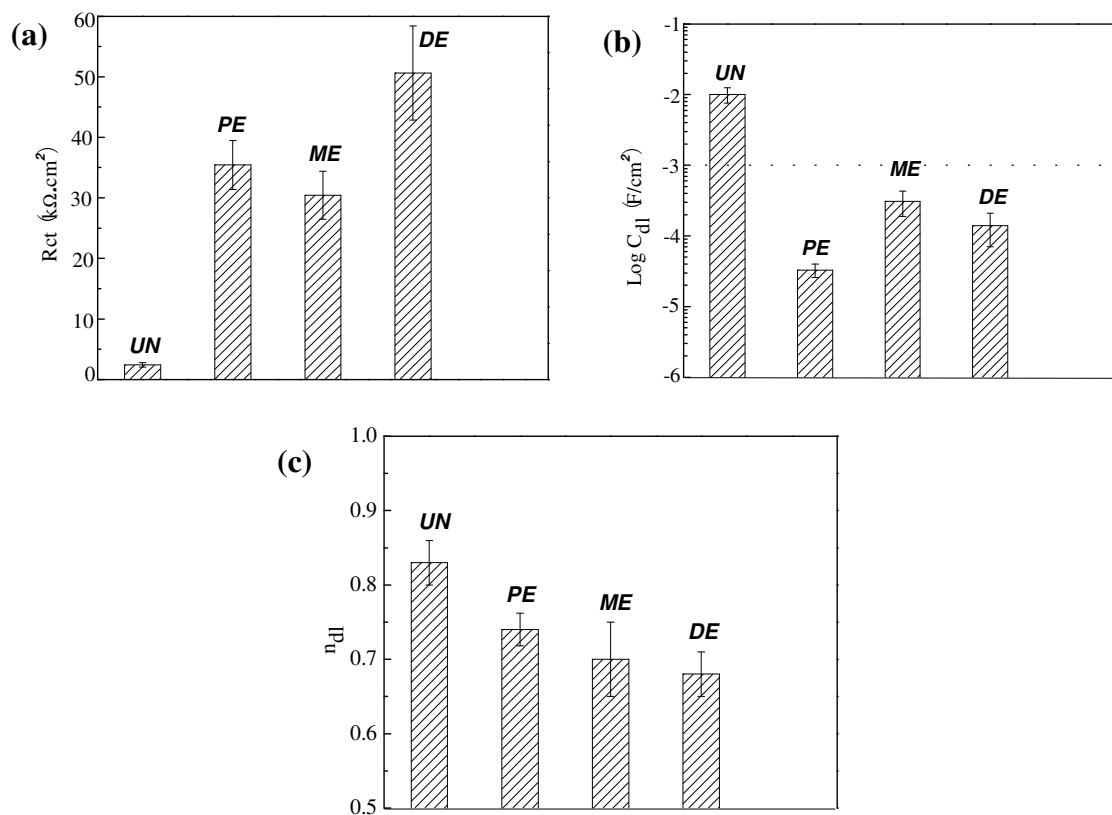 (a)
60
50
40
30
20
10
0
Rct (kΩ.cm²)
UN
PE
ME
DE
(b)
-1
-2
-3
-4
-5
-6
Log Cdl (F/cm²)
UN
PE
ME
DE
(c)
1.0
0.9
0.8
0.7
0.6
0.5
ndl
UN
PE
ME
DE